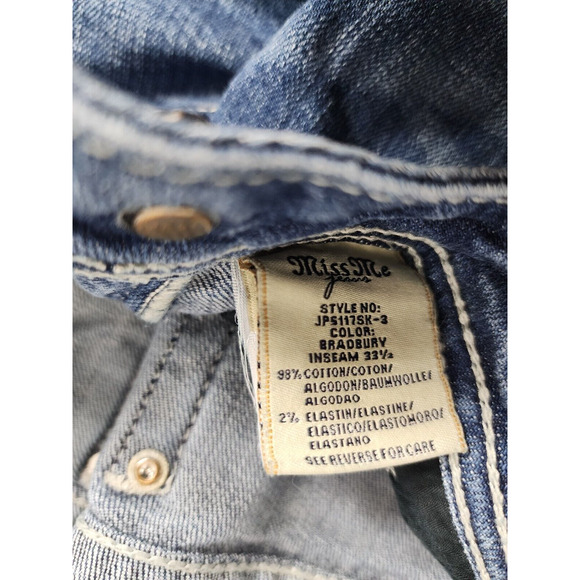 Miss Me
Jeans
STYLE NO:
JP5117SK-3
COLOR:
BRADBURY
INSEAM 33½
98% COTTON/COTON/
ALGODON/BAUMWOLLE/
ALGODAO
2% ELASTIN/ELASTINE/
ELASTICO/ELASTOMORO/
ELASTANO
SEE REVERSE FOR CARE